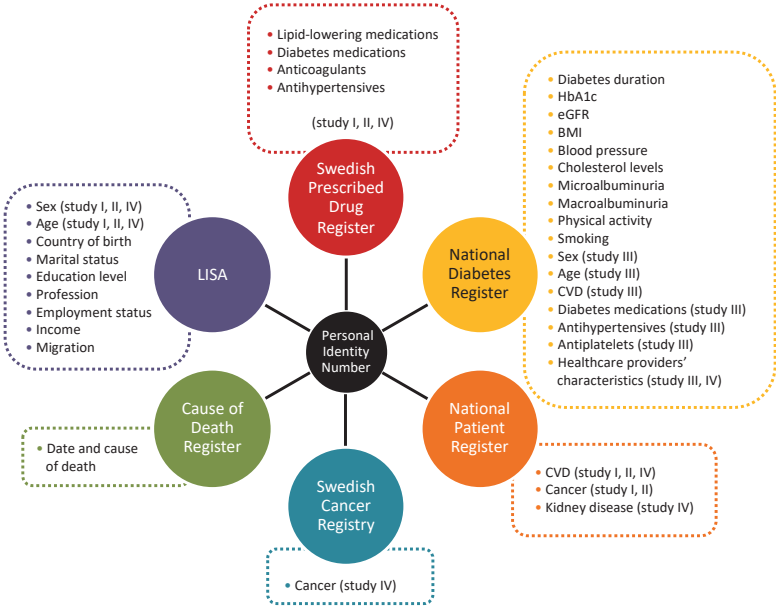 Lipid-lowering medications
Diabetes medications
Anticoagulants
Antihypertensives
(study I, II, IV)
Swedish
Prescribed
Drug
Register
Diabetes duration
HbA1c
eGFR
BMI
Blood pressure
Cholesterol levels
Microalbuminuria
Macroalbuminuria
Physical activity
Smoking
Sex (study III)
Age (study III)
CVD (study III)
Diabetes medications (study III)
Antihypertensives (study III)
Antiplatelets (study III)
Healthcare providers’
characteristics (study III, IV)
National
Diabetes
Register
Sex (study I, II, IV)
Age (study I, II, IV)
Country of birth
Marital status
Education level
Profession
Employment status
Income
Migration
LISA
Personal
Identity
Number
Cause of
Death
Register
Date and cause
of death
National
Patient
Register
CVD (study I, II, IV)
Cancer (study I, II)
Kidney disease (study IV)
Swedish
Cancer
Registry
Cancer (study IV)